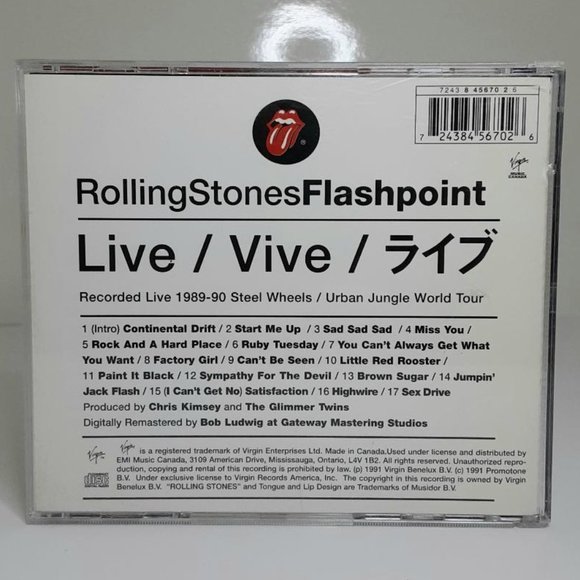 7243 8 45670 2 6
7 24384 56702 6
Virgin
MUSIC
CANADA
RollingStonesFlashpoint
Live / Vive / ライブ
Recorded Live 1989-90 Steel Wheels / Urban Jungle World Tour
1 (Intro) Continental Drift / 2 Start Me Up / 3 Sad Sad Sad / 4 Miss You /
5 Rock And A Hard Place / 6 Ruby Tuesday / 7 You Can't Always Get What
You Want / 8 Factory Girl / 9 Can't Be Seen / 10 Little Red Rooster /
11 Paint It Black / 12 Sympathy For The Devil / 13 Brown Sugar / 14 Jumpin'
Jack Flash / 15 (I Can't Get No) Satisfaction / 16 Highwire / 17 Sex Drive
Produced by Chris Kimsey and The Glimmer Twins
Digitally Remastered by Bob Ludwig at Gateway Mastering Studios
Virgin Virgin is a registered trademark of Virgin Enterprises Ltd. Made in Canada.Used under license and distributed by
EMI Music Canada, 3109 American Drive, Mississauga, Ontario, L4V 1B2. All rights reserved. Unauthorized repro-
duction, copying and rental of this recording is prohibited by law. (p) 1991 Virgin Benelux B.V. (c) 1991 Promotone
B.V. Under exclusive license to Virgin Records America, Inc. The copyright in this recording is owned by Virgin
Benelux B.V. "ROLLING STONES" and Tongue and Lip Design are Trademarks of Musidor B.V.